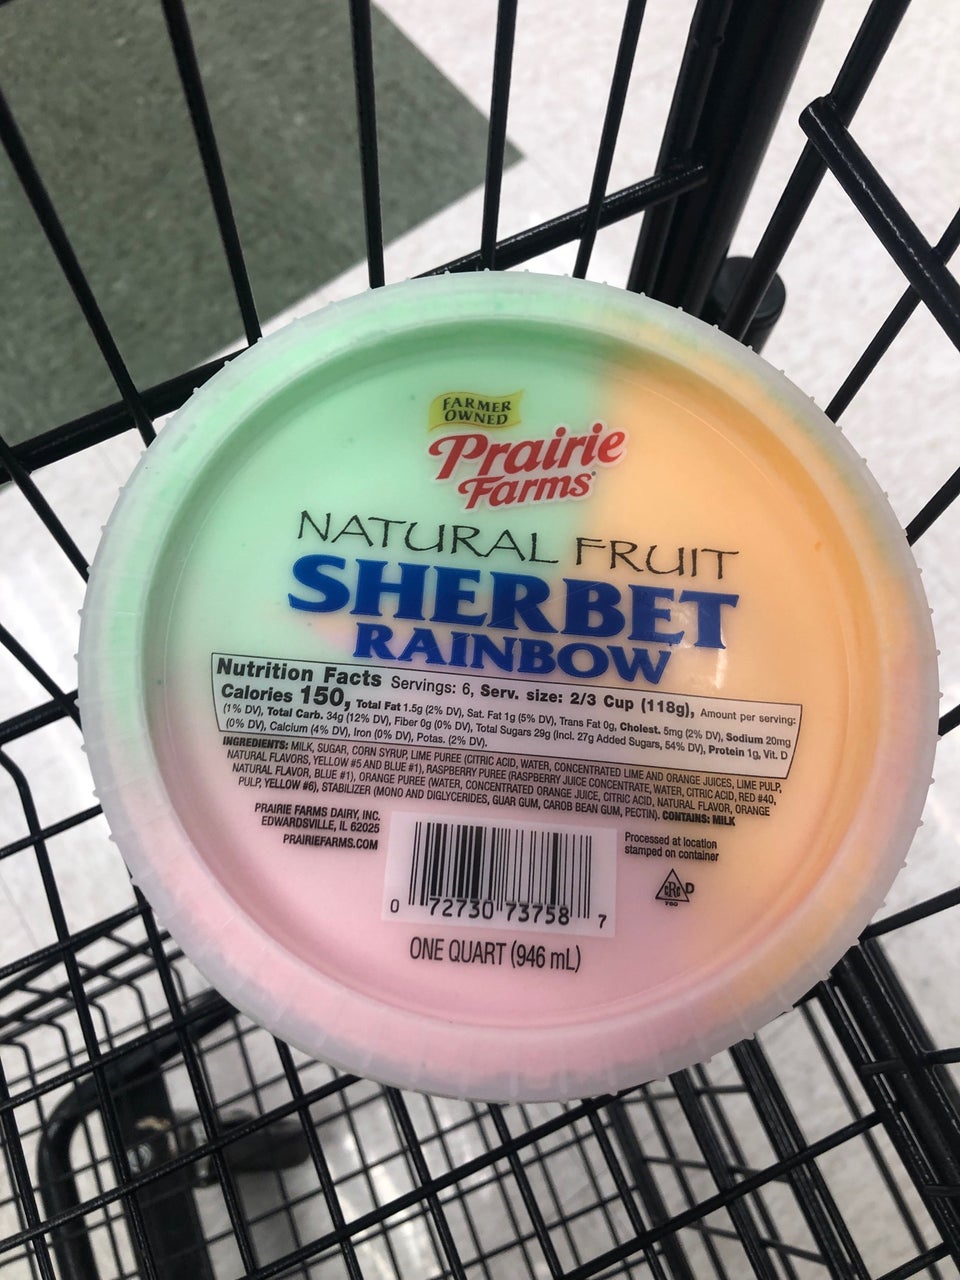 FARMER
OWNED
Prairie
Farms
NATURAL FRUIT
SHERBET
RAINBOW
Nutrition Facts Servings: 6, Serv. size: 2/3 Cup (118g), Amount per serving:
Calories 150, Total Fat 1.5g (2% DV), Sat. Fat 1g (5% DV), Trans Fat 0g, Cholest. 5mg (2% DV), Sodium 20mg
(1% DV), Total Carb. 34g (12% DV), Fiber 0g (0% DV), Total Sugars 29g (Incl. 27g Added Sugars, 54% DV), Protein 1g, Vit. D
(0% DV), Calcium (4% DV), Iron (0% DV), Potas. (2% DV).
INGREDIENTS: MILK, SUGAR, CORN SYRUP, LIME PUREE (CITRIC ACID, WATER, CONCENTRATED LIME AND ORANGE JUICES, LIME PULP,
NATURAL FLAVORS, YELLOW #5 AND BLUE #1), RASPBERRY PUREE (RASPBERRY JUICE CONCENTRATE, WATER, CITRIC ACID, RED #40,
NATURAL FLAVOR, BLUE #1), ORANGE PUREE (WATER, CONCENTRATED ORANGE JUICE, CITRIC ACID, NATURAL FLAVOR, ORANGE
PULP, YELLOW #6), STABILIZER (MONO AND DIGLYCERIDES, GUAR GUM, CAROB BEAN GUM, PECTIN). CONTAINS: MILK
PRAIRIE FARMS DAIRY, INC.
EDWARDSVILLE, IL 62025
PRAIRIEFARMS.COM
Processed at location
stamped on container
0 72730 73758 7
cRc D
ONE QUART (946 mL)